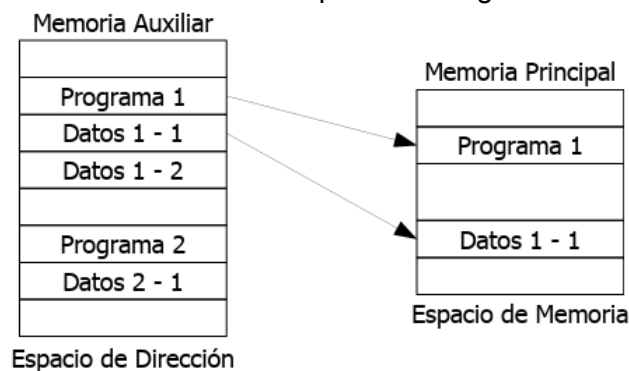 Memoria Auxiliar
Programa 1
Datos 1 - 1
Datos 1 - 2
Programa 2
Datos 2 - 1
Espacio de Dirección
Memoria Principal
Programa 1
Datos 1 - 1
Espacio de Memoria